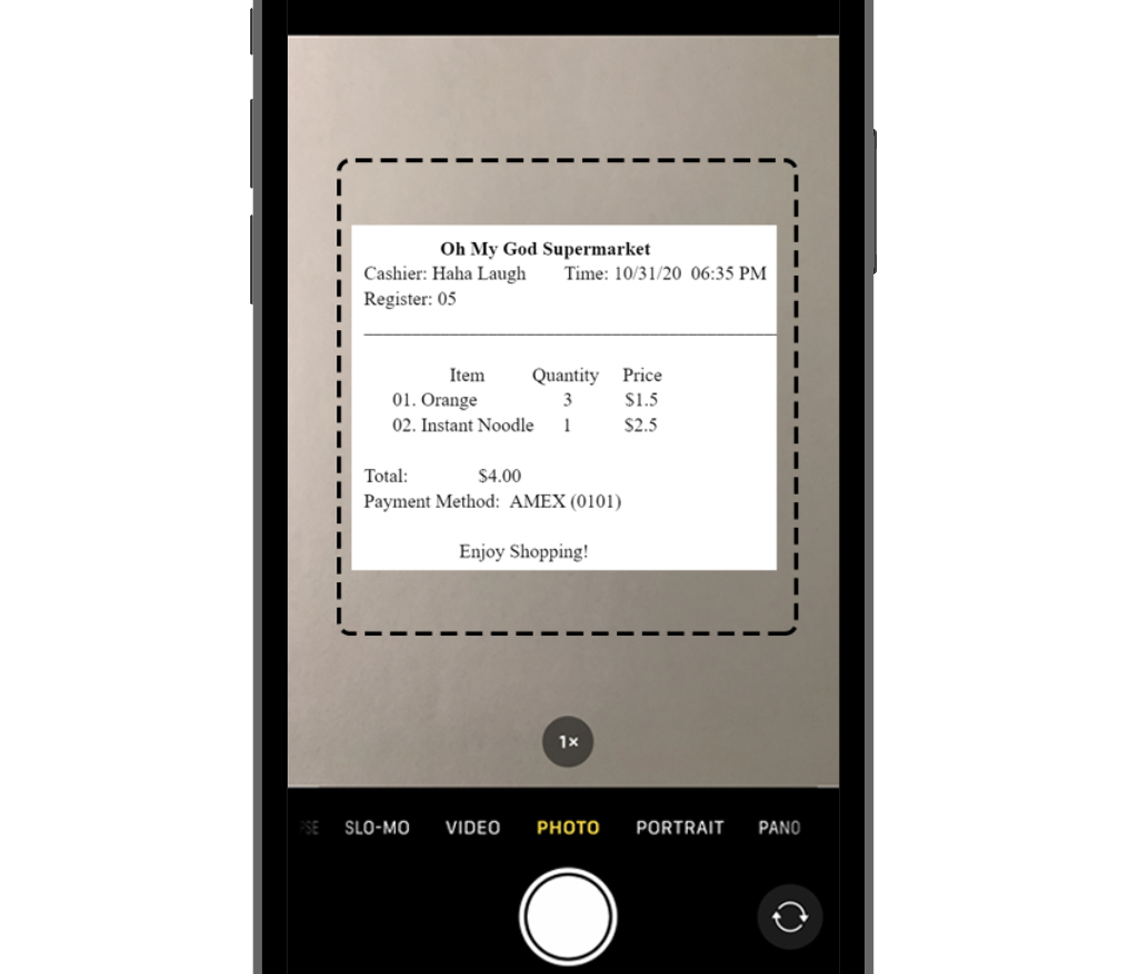 Oh My God Supermarket
Cashier: Haha Laugh Time: 10/31/20 06:35 PM
Register: 05
Item Quantity Price
01. Orange 3 $1.5
02. Instant Noodle 1 $2.5
Total: $4.00
Payment Method: AMEX (0101)
Enjoy Shopping!
1×
SLO-MO VIDEO PHOTO PORTRAIT PANO